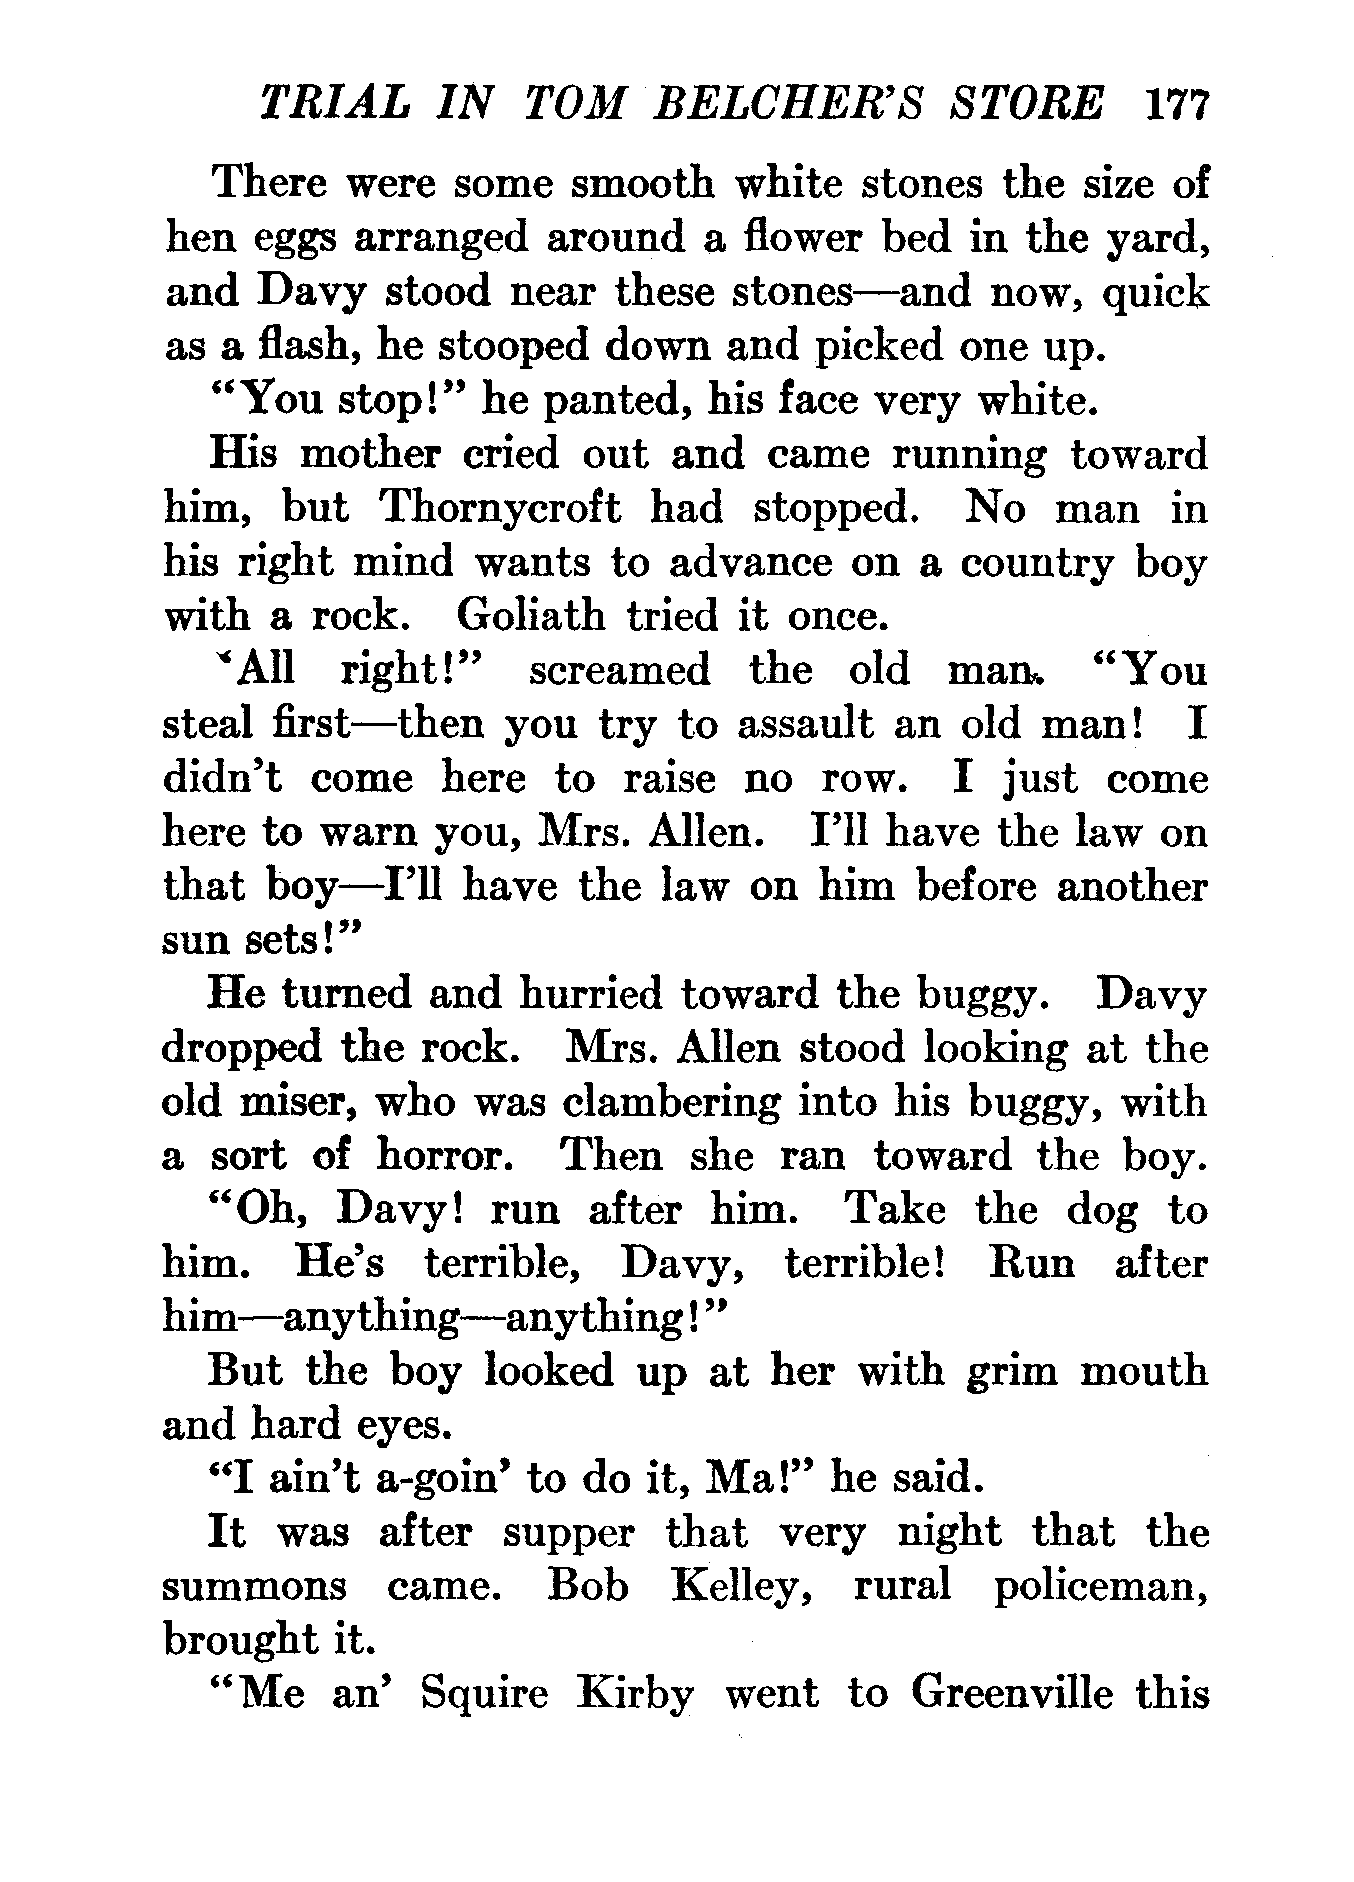 TRIAL IN TOM BELCHER'S STORE 177
There were some smooth white stones the size of
hen eggs arranged around a flower bed in the yard,
and Davy stood near these stones—and now, quick
as a flash, he stooped down and picked one up.
“You stop!” he panted, his face very white.
His mother cried out and came running toward
him, but Thornycroft had stopped. No man in
his right mind wants to advance on a country boy
with a rock. Goliath tried it once.
“All right!” screamed the old man. “You
steal first—then you try to assault an old man! I
didn't come here to raise no row. I just come
here to warn you, Mrs. Allen. I'll have the law on
that boy—I'll have the law on him before another
sun sets!”
He turned and hurried toward the buggy. Davy
dropped the rock. Mrs. Allen stood looking at the
old miser, who was clambering into his buggy, with
a sort of horror. Then she ran toward the boy.
“Oh, Davy! run after him. Take the dog to
him. He's terrible, Davy, terrible! Run after
him—anything—anything!”
But the boy looked up at her with grim mouth
and hard eyes.
“I ain't a-goin' to do it, Ma!” he said.
It was after supper that very night that the
summons came. Bob Kelley, rural policeman,
brought it.
“Me an' Squire Kirby went to Greenville this